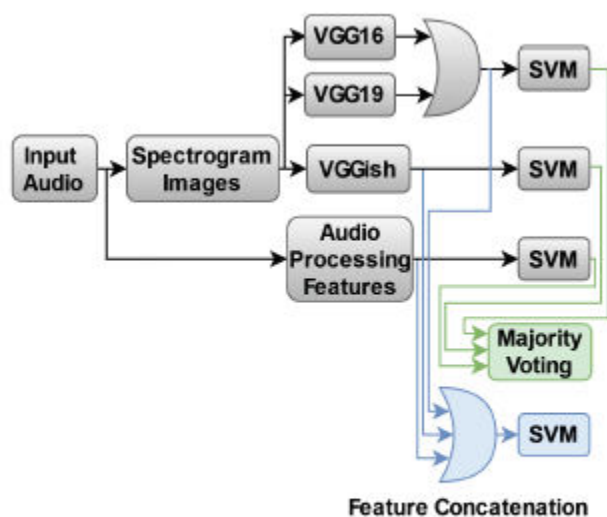 VGG16
SVM
VGG19
Input
Audio
Spectrogram
Images
VGGish
SVM
Audio
Processing
Features
SVM
Majority
Voting
SVM
Feature Concatenation